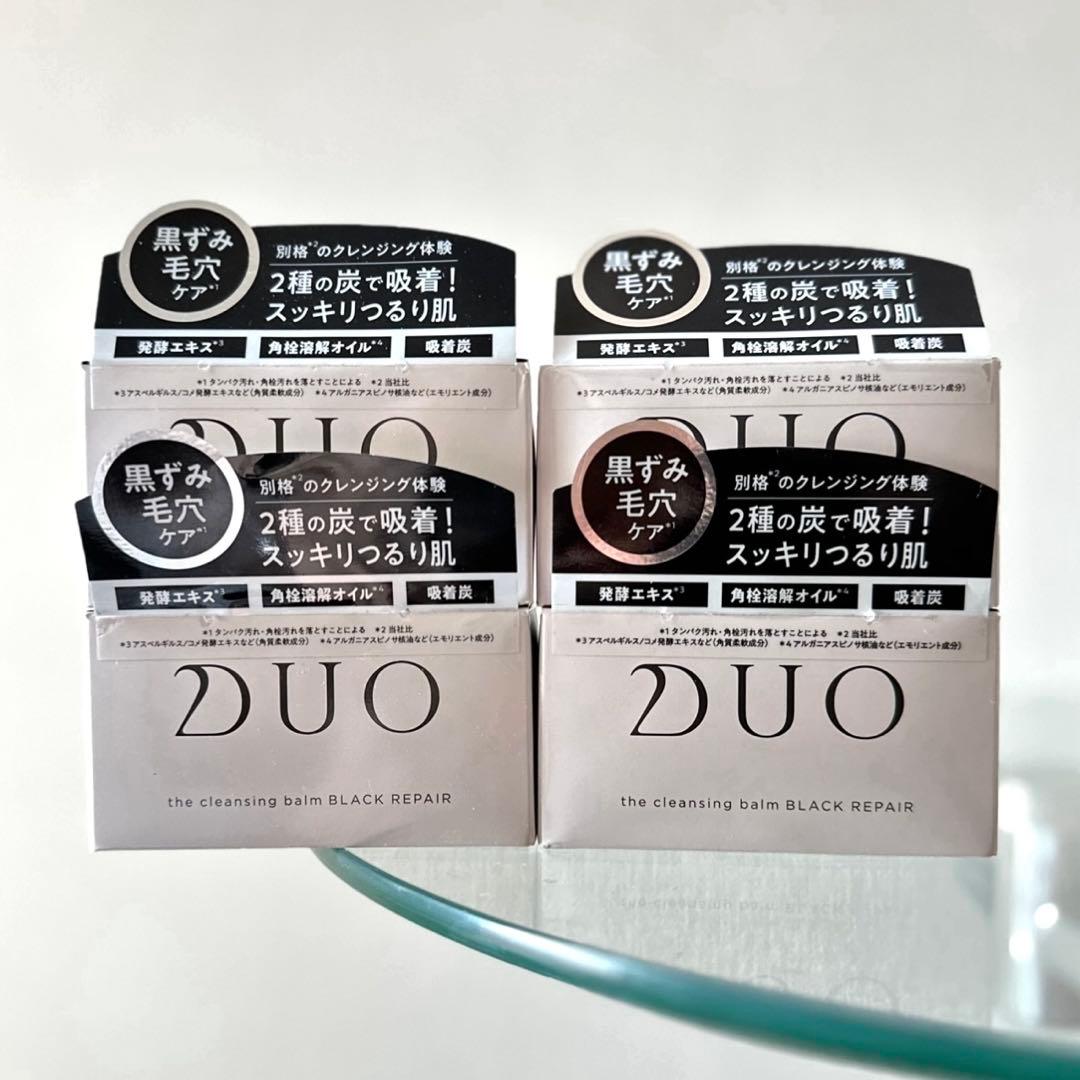 黒ずみ
毛穴
ケア*1
別格*2のクレンジング体験
2種の炭で吸着!
スッキリつるり肌
発酵エキス*3 角栓溶解オイル*4 吸着炭
*1 タンパク汚れ・角栓汚れを落とすことによる *2 当社比
*3 アスペルギルス/コメ発酵エキスなど(角質柔軟成分) *4 アルガニアスピノサ核油など(エモリエント成分)
DUO
黒ずみ
毛穴
ケア*1
別格*2のクレンジング体験
2種の炭で吸着!
スッキリつるり肌
発酵エキス*3 角栓溶解オイル*4 吸着炭
*1 タンパク汚れ・角栓汚れを落とすことによる *2 当社比
*3 アスペルギルス/コメ発酵エキスなど(角質柔軟成分) *4 アルガニアスピノサ核油など(エモリエント成分)
DUO
黒ずみ
毛穴
ケア*1
別格*2のクレンジング体験
2種の炭で吸着!
スッキリつるり肌
発酵エキス*3 角栓溶解オイル*4 吸着炭
*1 タンパク汚れ・角栓汚れを落とすことによる *2 当社比
*3 アスペルギルス/コメ発酵エキスなど(角質柔軟成分) *4 アルガニアスピノサ核油など(エモリエント成分)
DUO
the cleansing balm BLACK REPAIR
黒ずみ
毛穴
ケア*1
別格*2のクレンジング体験
2種の炭で吸着!
スッキリつるり肌
発酵エキス*3 角栓溶解オイル*4 吸着炭
*1 タンパク汚れ・角栓汚れを落とすことによる *2 当社比
*3 アスペルギルス/コメ発酵エキスなど(角質柔軟成分) *4 アルガニアスピノサ核油など(エモリエント成分)
DUO
the cleansing balm BLACK REPAIR